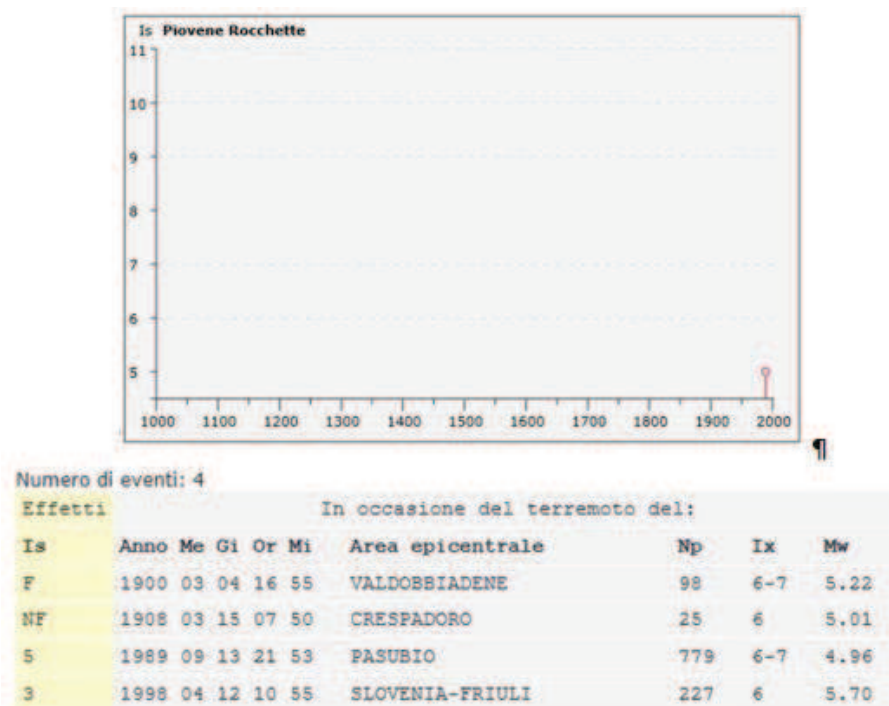 Is Piovene Rocchette
11
10
9
8
7
6
5
1000 1100 1200 1300 1400 1500 1600 1700 1800 1900 2000
¶
Numero di eventi: 4
Effetti In occasione del terremoto del:
Is Anno Me Gi Or Mi Area epicentrale Np Ix Mw
F 1900 03 04 16 55 VALDOBBIADENE 98 6-7 5.22
NF 1908 03 15 07 50 CRESPADORO 25 6 5.01
5 1989 09 13 21 53 PASUBIO 779 6-7 4.96
3 1998 04 12 10 55 SLOVENIA-FRIULI 227 6 5.70